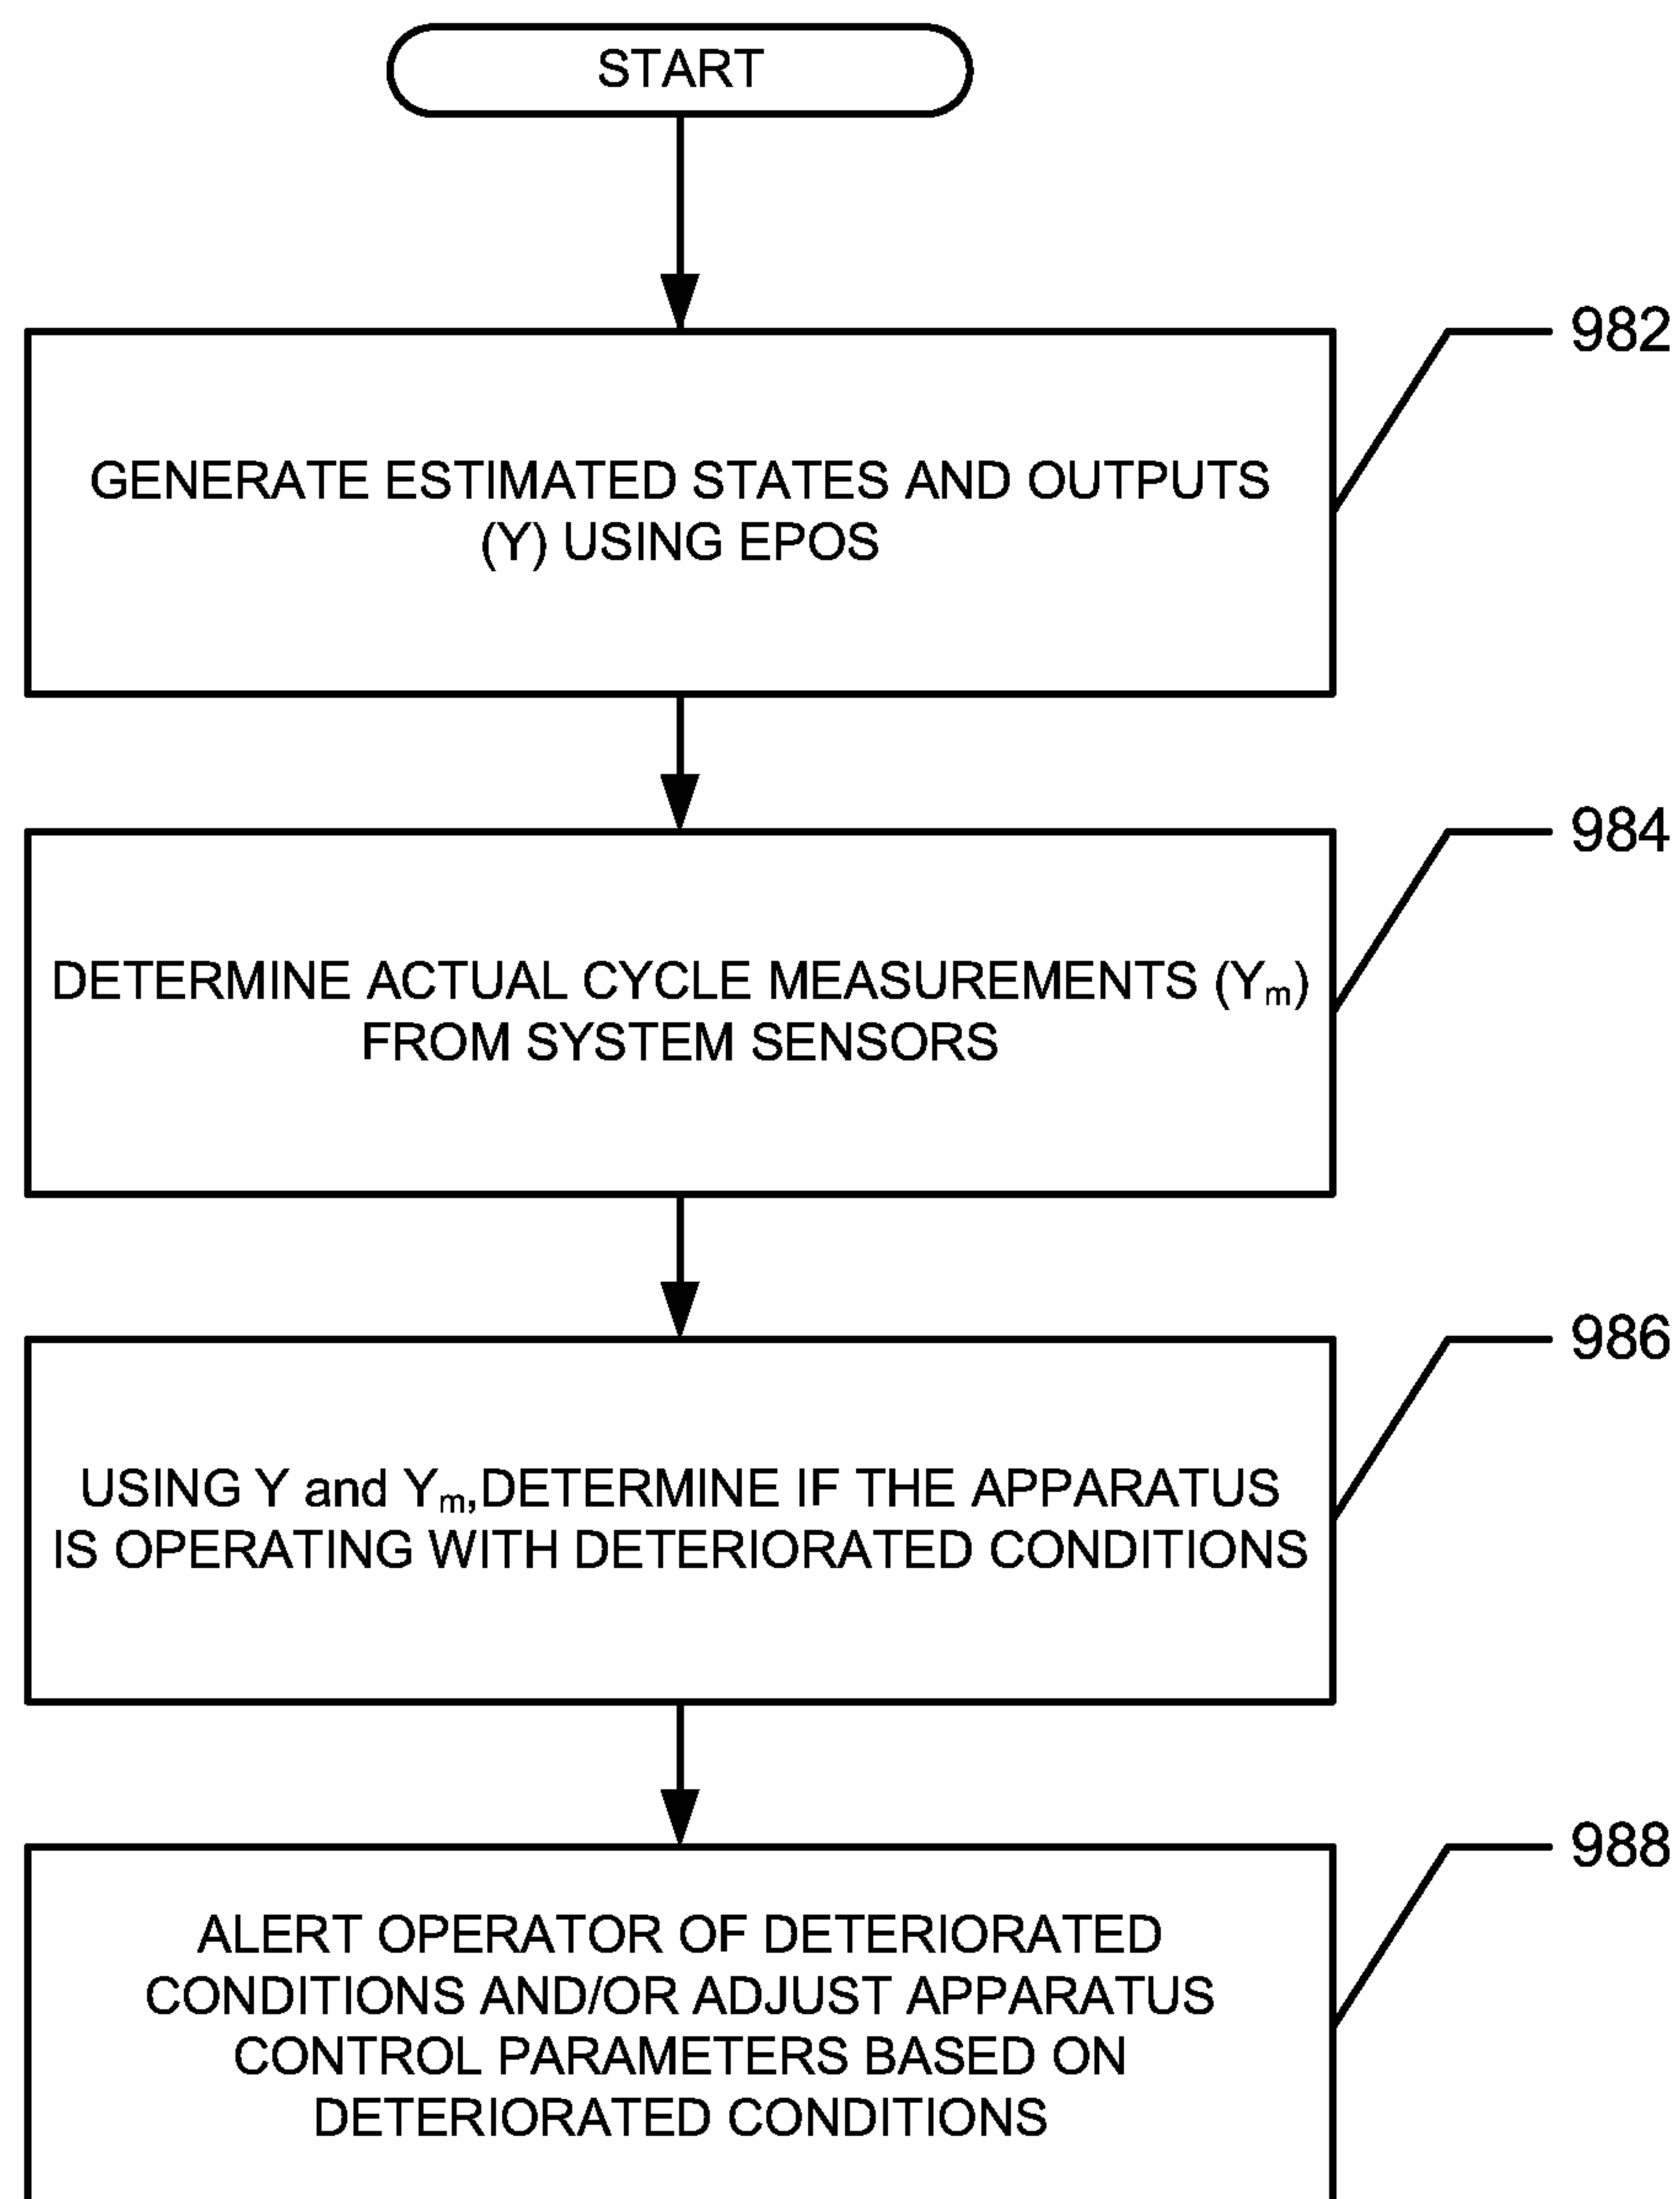 START
982
GENERATE ESTIMATED STATES AND OUTPUTS
(Y) USING EPOS
984
DETERMINE ACTUAL CYCLE MEASUREMENTS (Yₘ)
FROM SYSTEM SENSORS
986
USING Y and Yₘ,DETERMINE IF THE APPARATUS
IS OPERATING WITH DETERIORATED CONDITIONS
988
ALERT OPERATOR OF DETERIORATED
CONDITIONS AND/OR ADJUST APPARATUS
CONTROL PARAMETERS BASED ON
DETERIORATED CONDITIONS